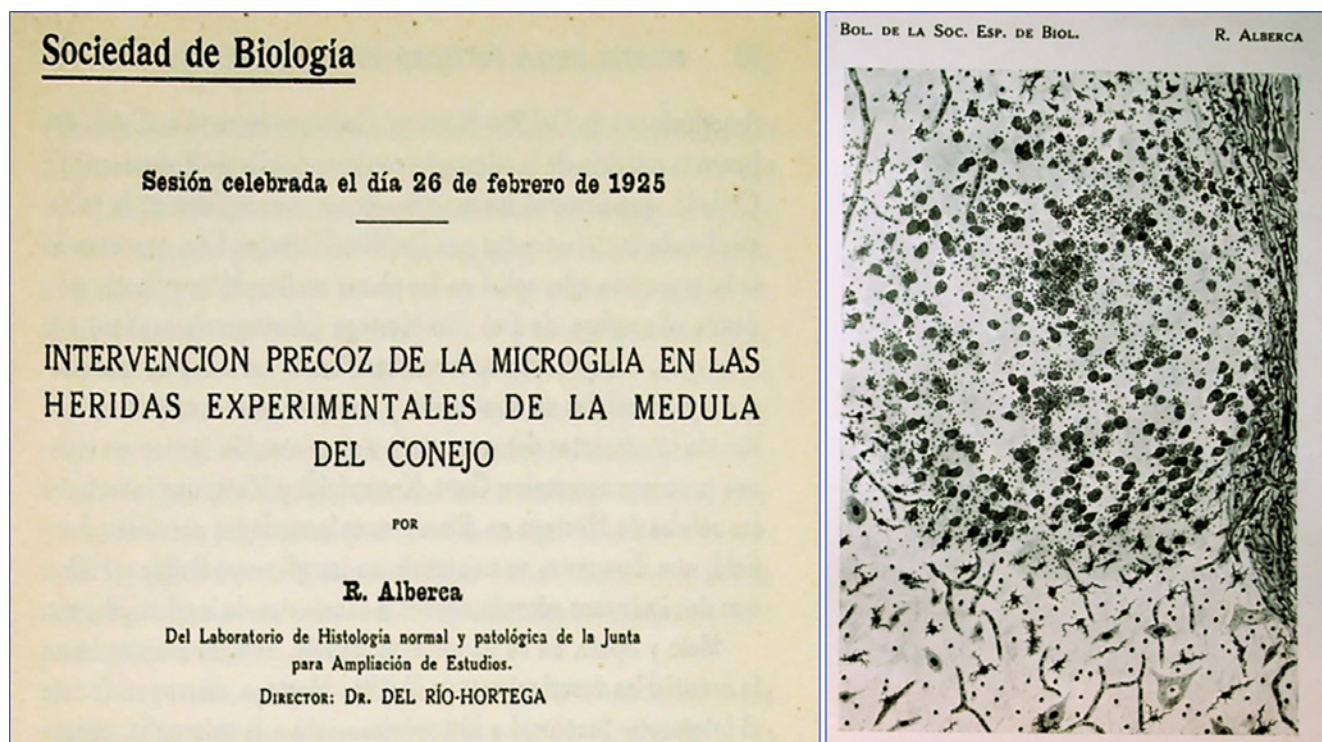 Sociedad de Biología
Sesión celebrada el día 26 de febrero de 1925
INTERVENCION PRECOZ DE LA MICROGLIA EN LAS
HERIDAS EXPERIMENTALES DE LA MEDULA
DEL CONEJO
POR
R. Alberca
Del Laboratorio de Histología normal y patológica de la Junta
para Ampliación de Estudios.
DIRECTOR: DR. DEL RÍO-HORTEGA
BOL. DE LA SOC. ESP. DE BIOL.
R. ALBERCA